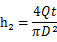 h₂ = 4Qt / πD²